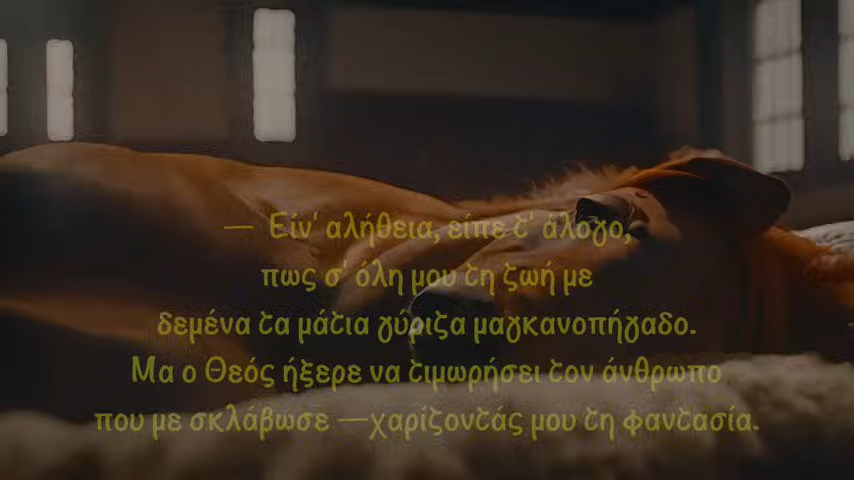 — Είν' αλήθεια, είπε τ' άλογο,
πως σ' όλη μου τη ζωή με
δεμένα τα μάτια γύριζα μαγκανοπήγαδο.
Μα ο Θεός ήξερε να τιμωρήσει τον άνθρωπο
που με σκλάβωσε —χαρίζοντάς μου τη φαντασία.